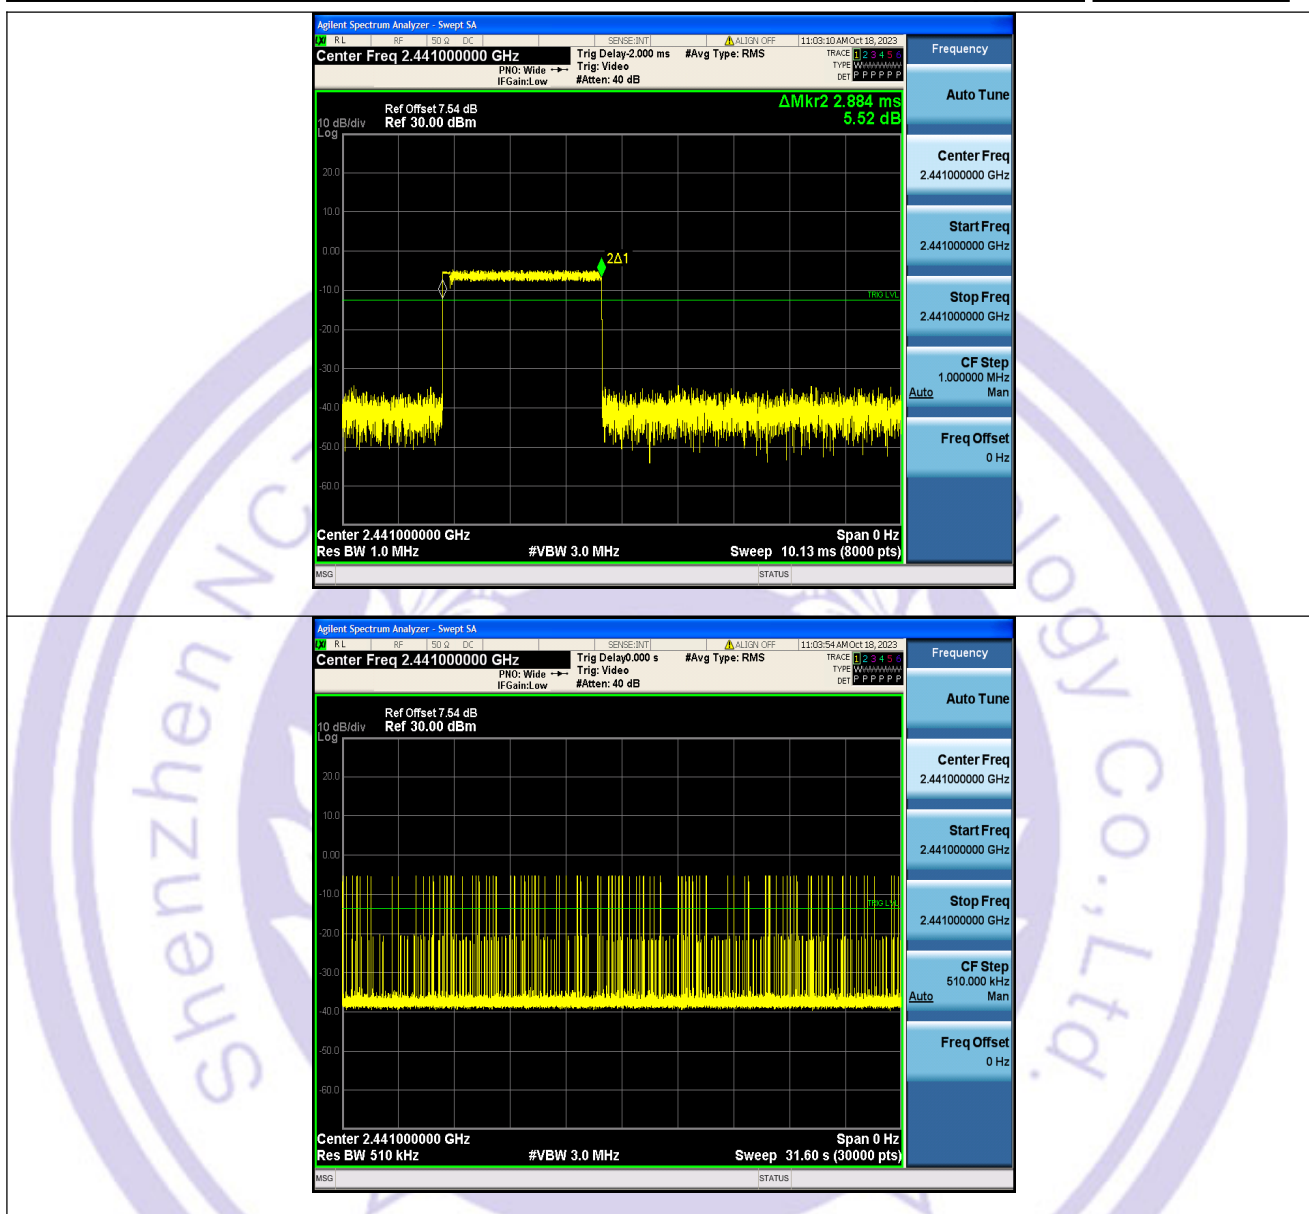 Agilent Spectrum Analyzer - Swept SA
RL RF 50 Ω DC SENSE:INT ALIGN OFF 11:03:10 AM Oct 18, 2023
Center Freq 2.441000000 GHz
PNO: Wide
IFGain:Low
Trig Delay-2.000 ms
Trig: Video
#Atten: 40 dB
#Avg Type: RMS
TRACE 1 2 3 4 5 6
TYPE WWWWWW
DET P P P P P P
Ref Offset 7.54 dB
10 dB/div Ref 30.00 dBm
Log
ΔMkr2 2.884 ms
5.52 dB
20.0
10.0
0.00
2Δ1
-10.0
TRIG LVL
-20.0
-30.0
-40.0
-50.0
-60.0
Center 2.441000000 GHz Span 0 Hz
Res BW 1.0 MHz #VBW 3.0 MHz Sweep 10.13 ms (8000 pts)
MSG STATUS
Frequency
Auto Tune
Center Freq
2.441000000 GHz
Start Freq
2.441000000 GHz
Stop Freq
2.441000000 GHz
CF Step
1.000000 MHz
Auto Man
Freq Offset
0 Hz
Agilent Spectrum Analyzer - Swept SA
RL RF 50 Ω DC SENSE:INT ALIGN OFF 11:03:54 AM Oct 18, 2023
Center Freq 2.441000000 GHz
PNO: Wide
IFGain:Low
Trig Delay0.000 s
Trig: Video
#Atten: 40 dB
#Avg Type: RMS
TRACE 1 2 3 4 5 6
TYPE WWWWWW
DET P P P P P P
Ref Offset 7.54 dB
10 dB/div Ref 30.00 dBm
Log
20.0
10.0
0.00
-10.0
TRIG LVL
-20.0
-30.0
-40.0
-50.0
-60.0
Center 2.441000000 GHz Span 0 Hz
Res BW 510 kHz #VBW 3.0 MHz Sweep 31.60 s (30000 pts)
MSG STATUS
Frequency
Auto Tune
Center Freq
2.441000000 GHz
Start Freq
2.441000000 GHz
Stop Freq
2.441000000 GHz
CF Step
510.000 kHz
Auto Man
Freq Offset
0 Hz
Shenzhen NC
logy Co.,Ltd.